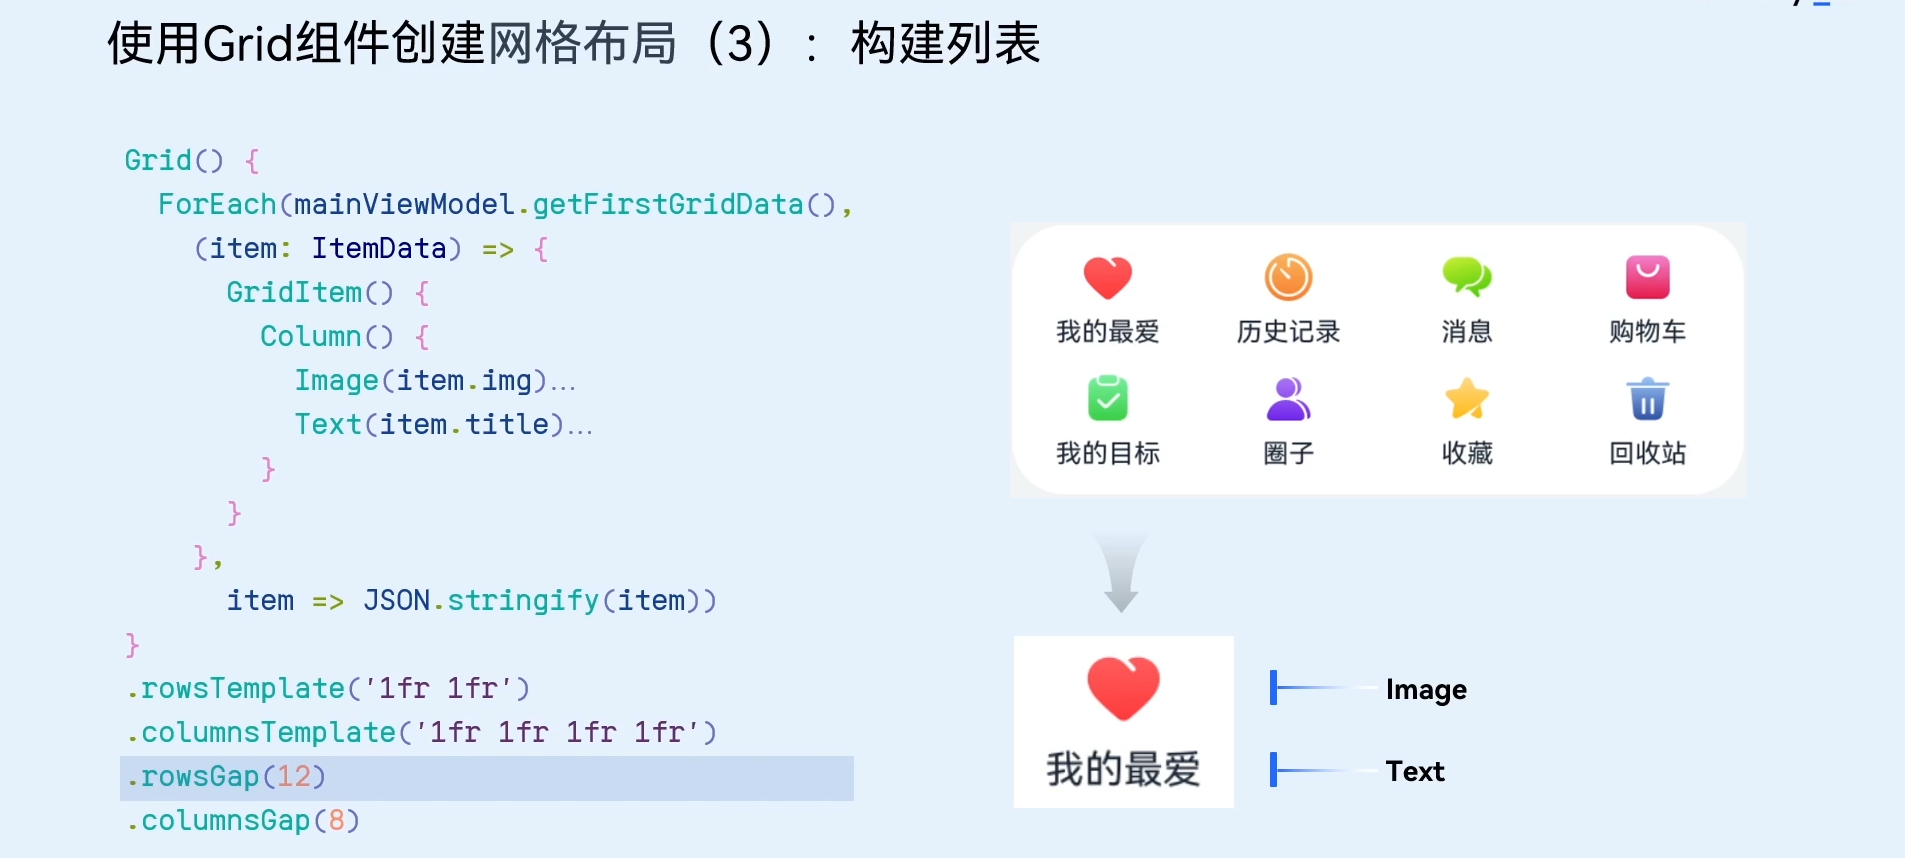 使用Grid组件创建网格布局（3）：构建列表
Grid() {
ForEach(mainViewModel.getFirstGridData(),
(item: ItemData) => {
GridItem() {
Column() {
Image(item.img)...
Text(item.title)...
}
}
},
item => JSON.stringify(item))
}
.rowsTemplate('1fr 1fr')
.columnsTemplate('1fr 1fr 1fr 1fr')
.rowsGap(12)
.columnsGap(8)
我的最爱 历史记录 消息 购物车
我的目标 圈子 收藏 回收站
我的最爱
Image
Text